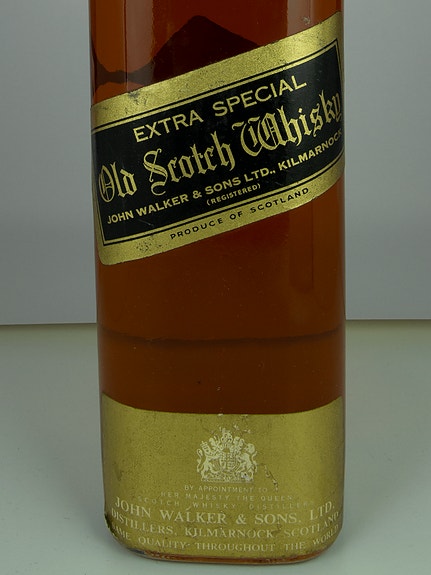 EXTRA SPECIAL
Old Scotch Whisky
JOHN WALKER & SONS LTD., KILMARNOCK
(REGISTERED)
PRODUCE OF SCOTLAND
BY APPOINTMENT TO
HER MAJESTY THE QUEEN
SCOTCH WHISKY DISTILLERS
JOHN WALKER & SONS, LTD.
DISTILLERS, KILMARNOCK SCOTLAND
QUALITY THROUGHOUT THE WORLD